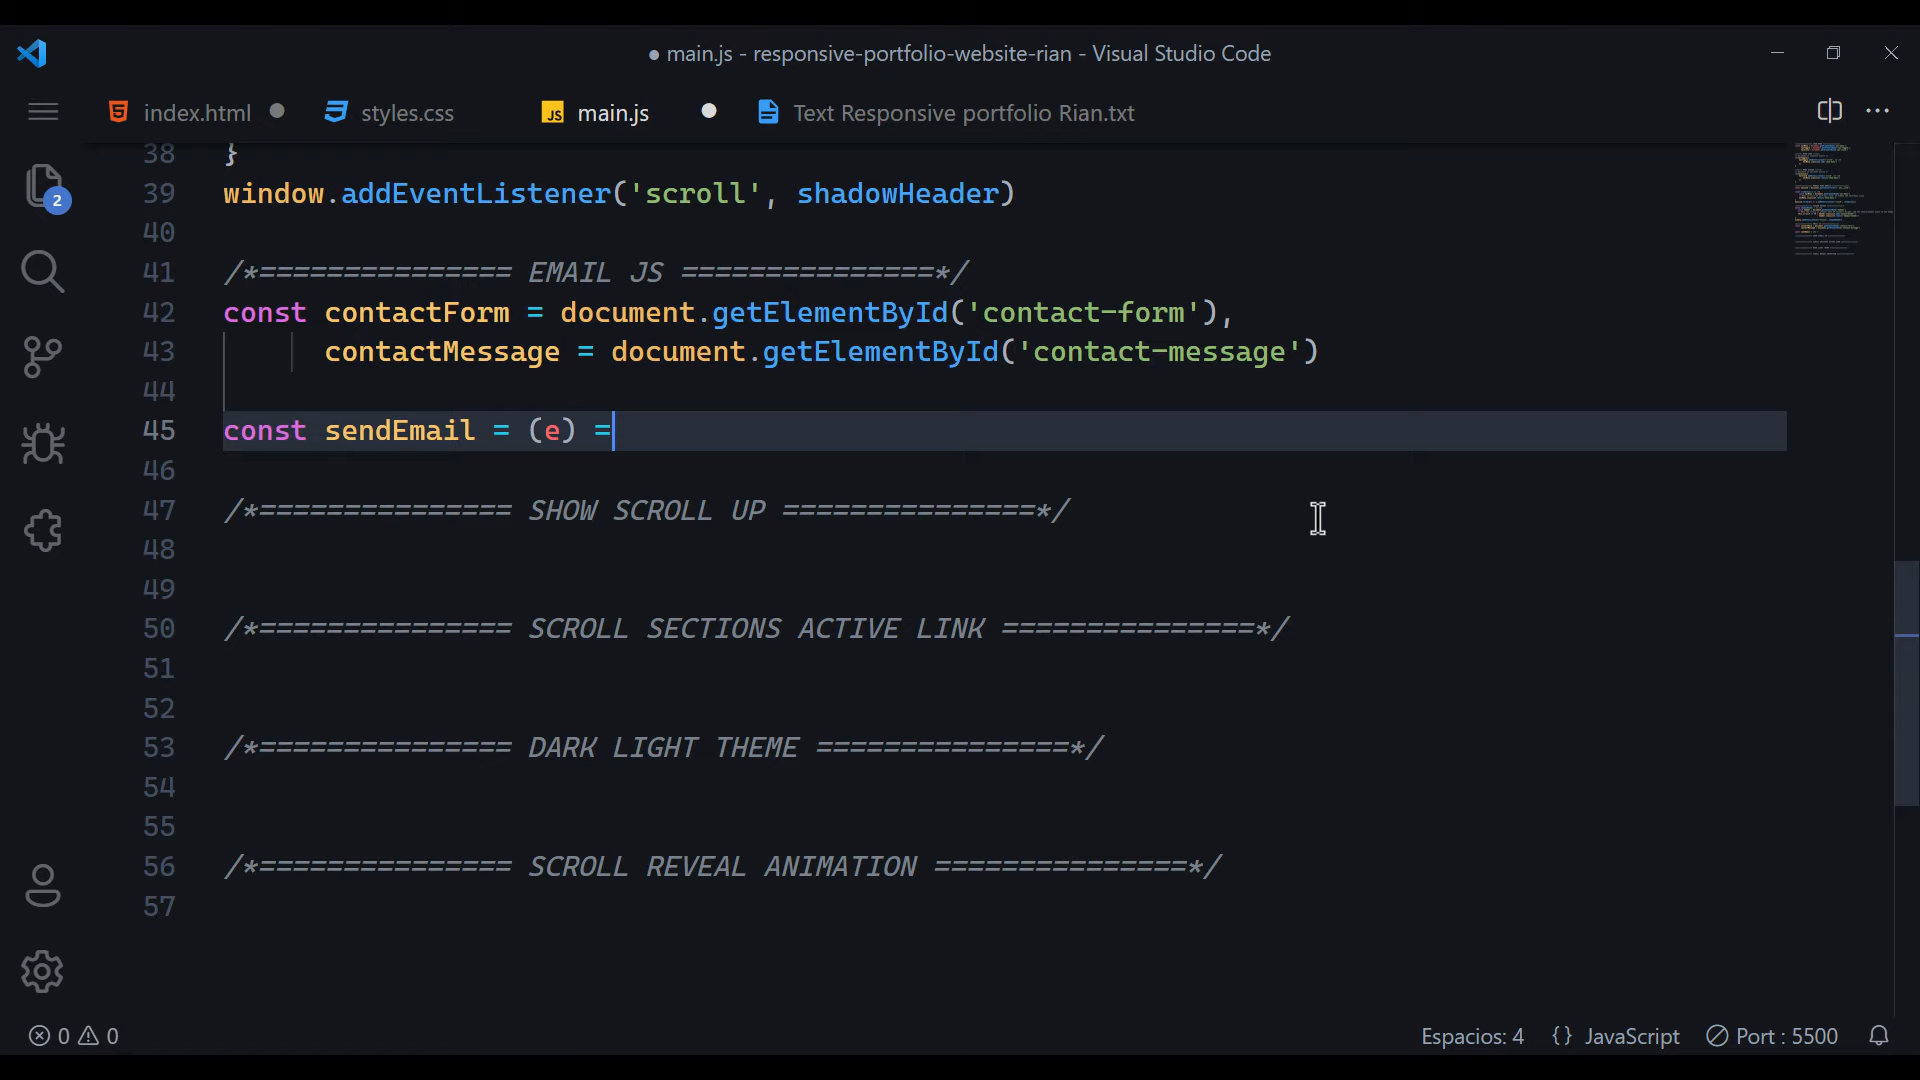 ● main.js - responsive-portfolio-website-rian - Visual Studio Code
index.html
styles.css
JS main.js
Text Responsive portfolio Rian.txt
2
38 }
39 window.addEventListener('scroll', shadowHeader)
40
41 /*=============== EMAIL JS ===============*/
42 const contactForm = document.getElementById('contact-form'),
43 contactMessage = document.getElementById('contact-message')
44
45 const sendEmail = (e) =
46
47 /*=============== SHOW SCROLL UP ===============*/
48
49
50 /*=============== SCROLL SECTIONS ACTIVE LINK ===============*/
51
52
53 /*=============== DARK LIGHT THEME ===============*/
54
55
56 /*=============== SCROLL REVEAL ANIMATION ===============*/
57
0 0
Espacios: 4 {} JavaScript Port : 5500